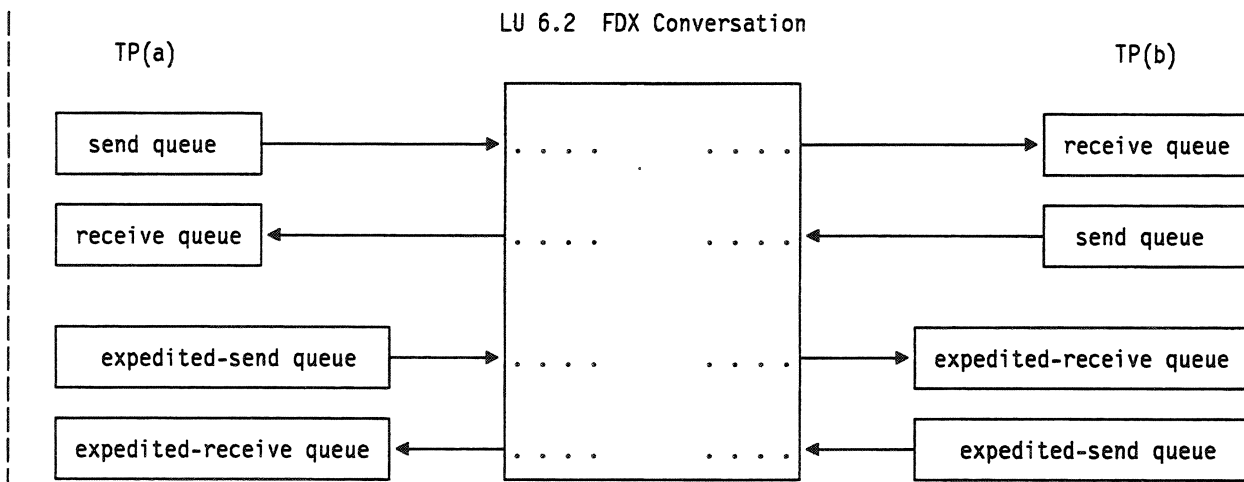 LU 6.2 FDX Conversation
TP(a)
TP(b)
send queue
. . . .
. . . .
receive queue
receive queue
. . . .
. . . .
send queue
expedited-send queue
. . . .
. . . .
expedited-receive queue
expedited-receive queue
. . . .
. . . .
expedited-send queue